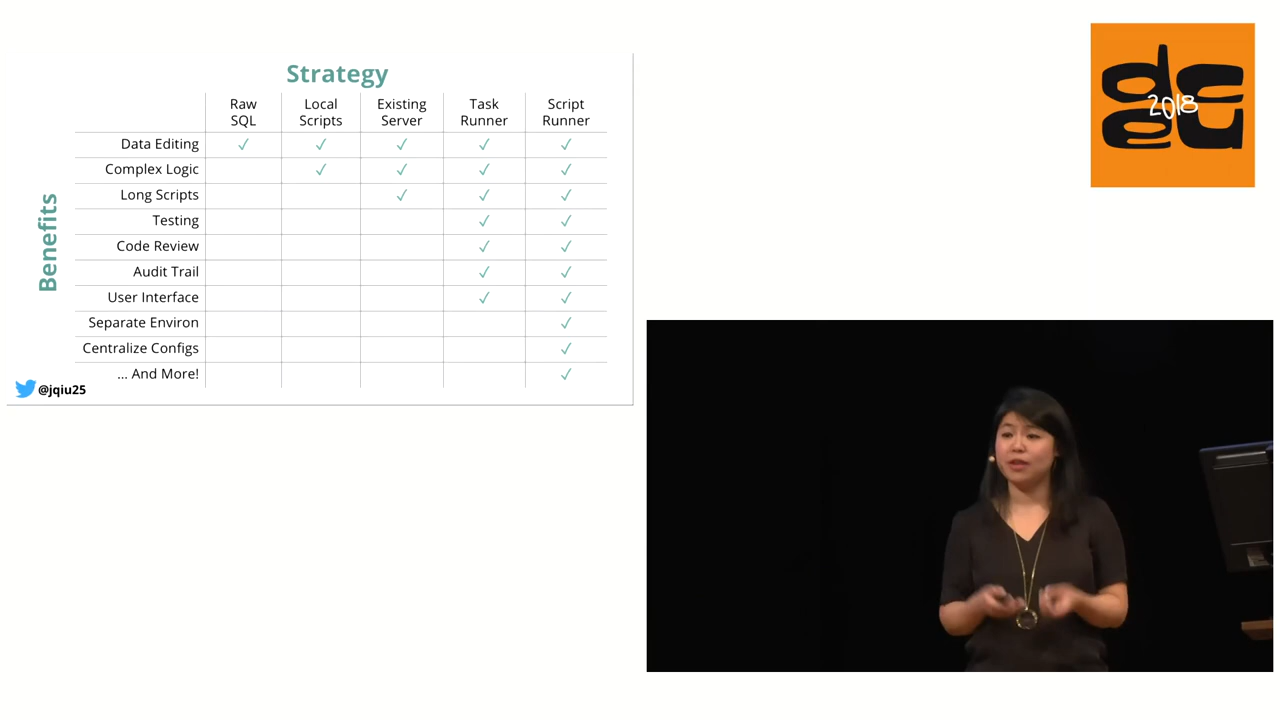 Strategy
Raw SQL
Local Scripts
Existing Server
Task Runner
Script Runner
Benefits
Data Editing ✓ ✓ ✓ ✓ ✓
Complex Logic ✓ ✓ ✓ ✓
Long Scripts ✓ ✓ ✓
Testing ✓ ✓
Code Review ✓ ✓
Audit Trail ✓ ✓
User Interface ✓ ✓
Separate Environ ✓
Centralize Configs ✓
... And More! ✓
@jqiu25
2018